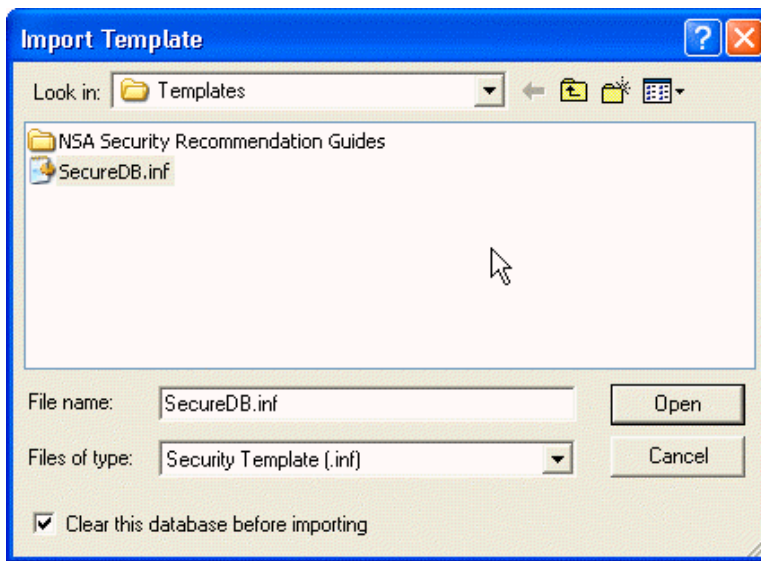 Import Template
Look in: Templates
NSA Security Recommendation Guides
SecureDB.inf
File name: SecureDB.inf Open
Files of type: Security Template (.inf) Cancel
Clear this database before importing